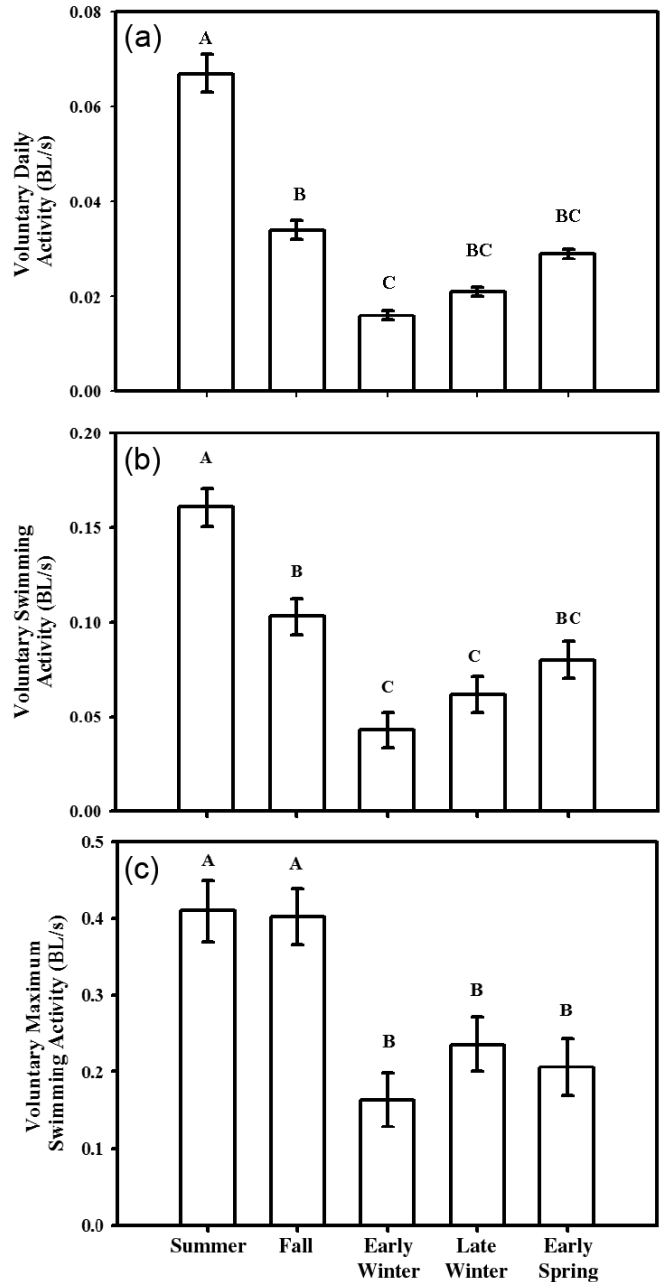 (a)
Voluntary Daily
Activity (BL/s)
0.08
0.06
0.04
0.02
0.00
A
B
C
BC
BC
(b)
Voluntary Swimming
Activity (BL/s)
0.20
0.15
0.10
0.05
0.00
A
B
C
C
BC
(c)
Voluntary Maximum
Swimming Activity (BL/s)
0.5
0.4
0.3
0.2
0.1
0.0
A
A
B
B
B
Summer Fall Early Late Early
Winter Winter Spring